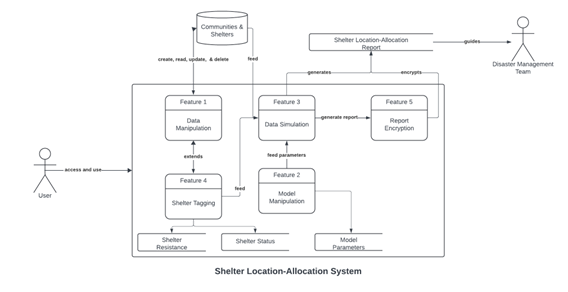 Communities &
Shelters
Shelter Location-Allocation
Report
guides
Disaster Management
Team
create, read, update, & delete
feed
generates
encrypts
Feature 1
Data
Manipulation
Feature 3
Data Simulation
generate report
Feature 5
Report
Encryption
extends
feed parameters
User
access and use
Feature 4
Shelter Tagging
feed
Feature 2
Model
Manipulation
Shelter
Resistance
Shelter Status
Model
Parameters
Shelter Location-Allocation System